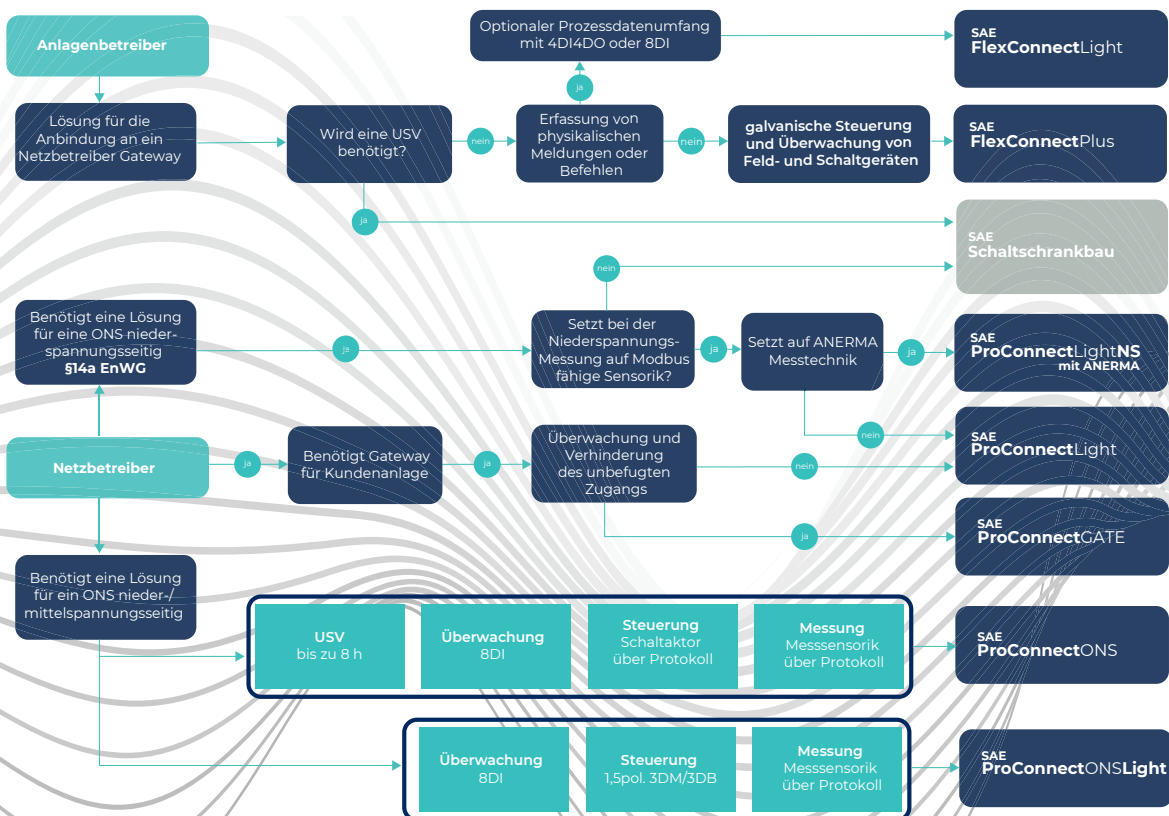 Anlagenbetreiber
Lösung für die
Anbindung an ein
Netzbetreiber Gateway
Wird eine USV
benötigt?
nein
ja
Erfassung von
physikalischen
Meldungen oder
Befehlen
ja
Optionaler Prozessdatenumfang
mit 4DI4DO oder 8DI
SAE
FlexConnectLight
nein
galvanische Steuerung
und Überwachung von
Feld- und Schaltgeräten
SAE
FlexConnectPlus
SAE
Schaltschrankbau
Benötigt eine Lösung
für eine ONS nieder-
spannungsseitig
§14a EnWG
ja
nein
Setzt bei der
Niederspannungs-
Messung auf Modbus
fähige Sensorik?
ja
Setzt auf ANERMA
Messtechnik
ja
SAE
ProConnectLightNS
mit ANERMA
nein
SAE
ProConnectLight
Netzbetreiber
ja
Benötigt Gateway
für Kundenanlage
ja
Überwachung und
Verhinderung
des unbefugten
Zugangs
nein
ja
SAE
ProConnectGATE
Benötigt eine Lösung
für ein ONS nieder-/
mittelspannungsseitig
USV
bis zu 8 h
Überwachung
8DI
Steuerung
Schaltaktor
über Protokoll
Messung
Messsensorik
über Protokoll
SAE
ProConnectONS
Überwachung
8DI
Steuerung
1,5pol. 3DM/3DB
Messung
Messsensorik
über Protokoll
SAE
ProConnectONSLight